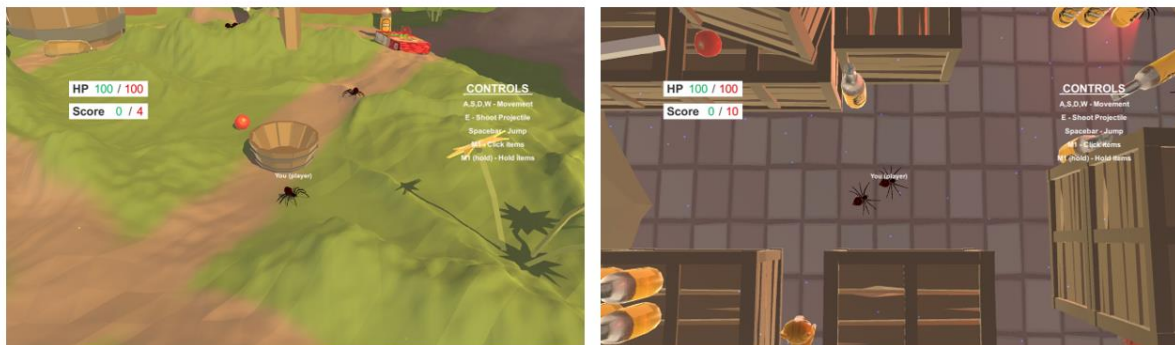 HP 100 / 100
Score 0 / 4
CONTROLS
A,S,D,W - Movement
E - Shoot Projectile
Spacebar - Jump
M1 - Click items
M1 (hold) - Hold items
You (player)
HP 100 / 100
Score 0 / 10
CONTROLS
A,S,D,W - Movement
E - Shoot Projectile
Spacebar - Jump
M1 - Click items
M1 (hold) - Hold items
You (player)